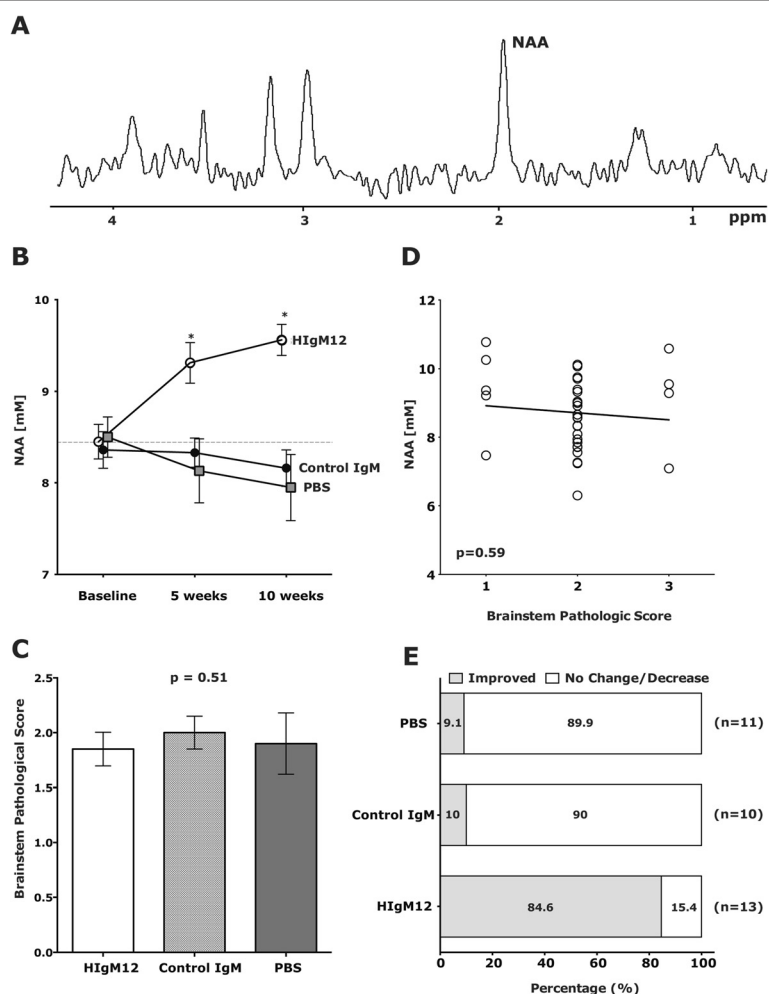 A
NAA
4
3
2
1
ppm
B
10
9
8
7
NAA [mM]
*
*
HIgM12
Control IgM
PBS
Baseline
5 weeks
10 weeks
D
12
10
8
6
4
NAA [mM]
p=0.59
1
2
3
Brainstem Pathologic Score
C
p = 0.51
2.5
2.0
1.5
1.0
0.5
0.0
Brainstem Pathological Score
HIgM12
Control IgM
PBS
E
Improved
No Change/Decrease
PBS
9.1
89.9
(n=11)
Control IgM
10
90
(n=10)
HIgM12
84.6
15.4
(n=13)
0
20
40
60
80
100
Percentage (%)